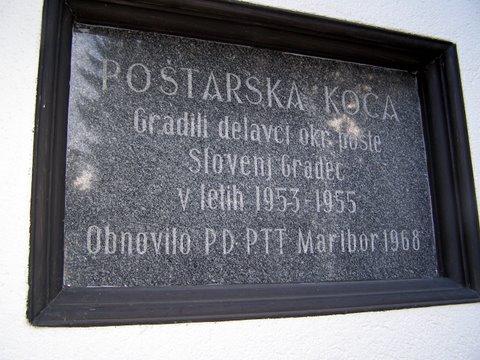 POŠTARSKA KOČA
Gradili delavci okr. pošte
Slovenj Gradec
v letih 1953-1955
Obnovilo PD-PTT Maribor 1968